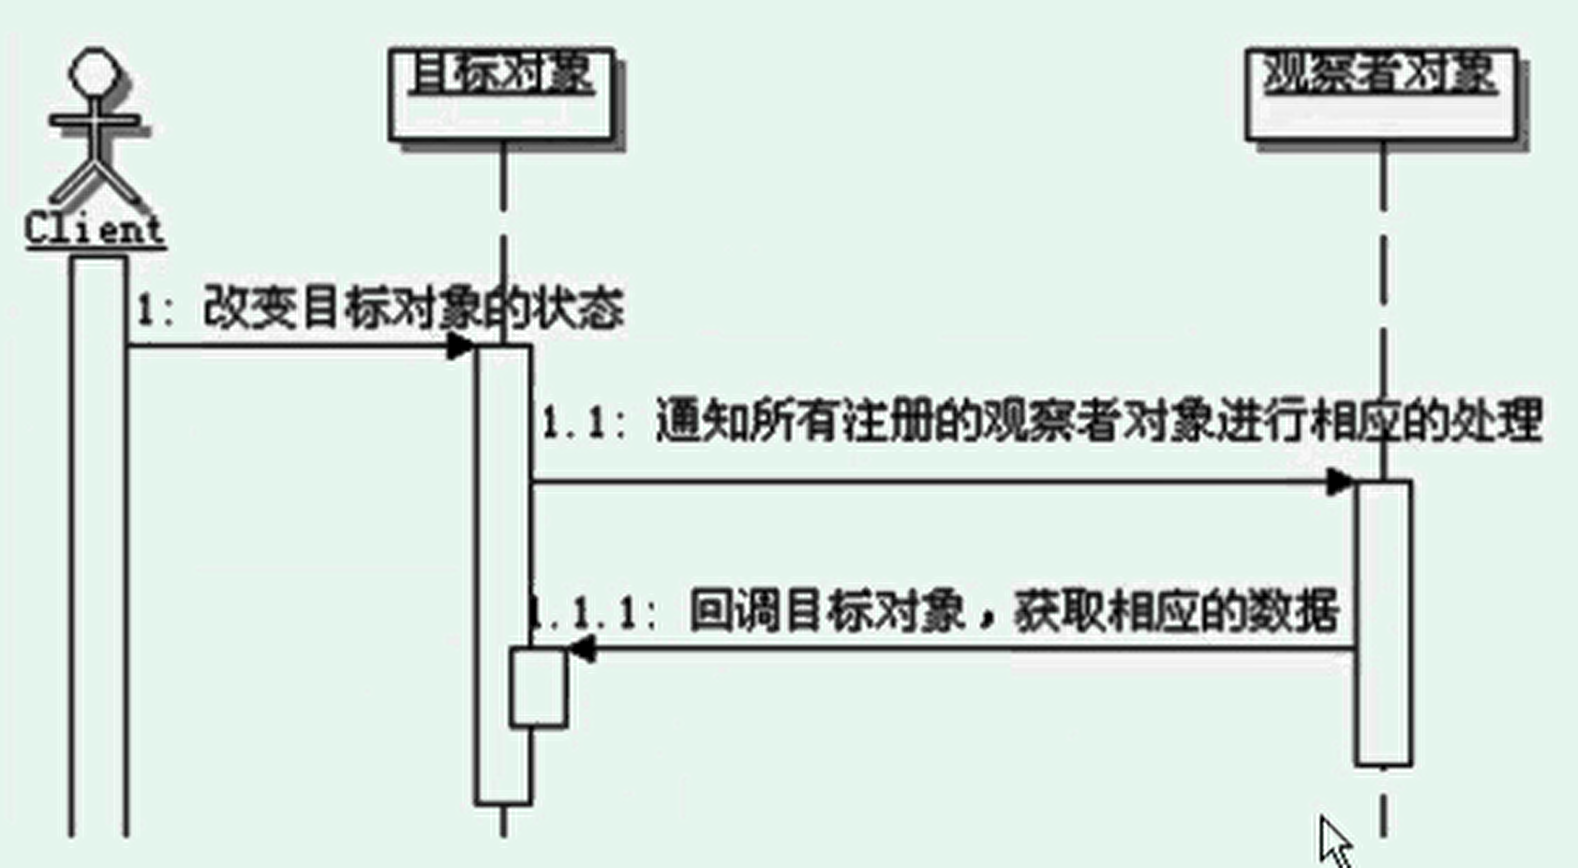 目标对象
观察者对象
Client
1: 改变目标对象的状态
1.1: 通知所有注册的观察者对象进行相应的处理
1.1.1: 回调目标对象，获取相应的数据